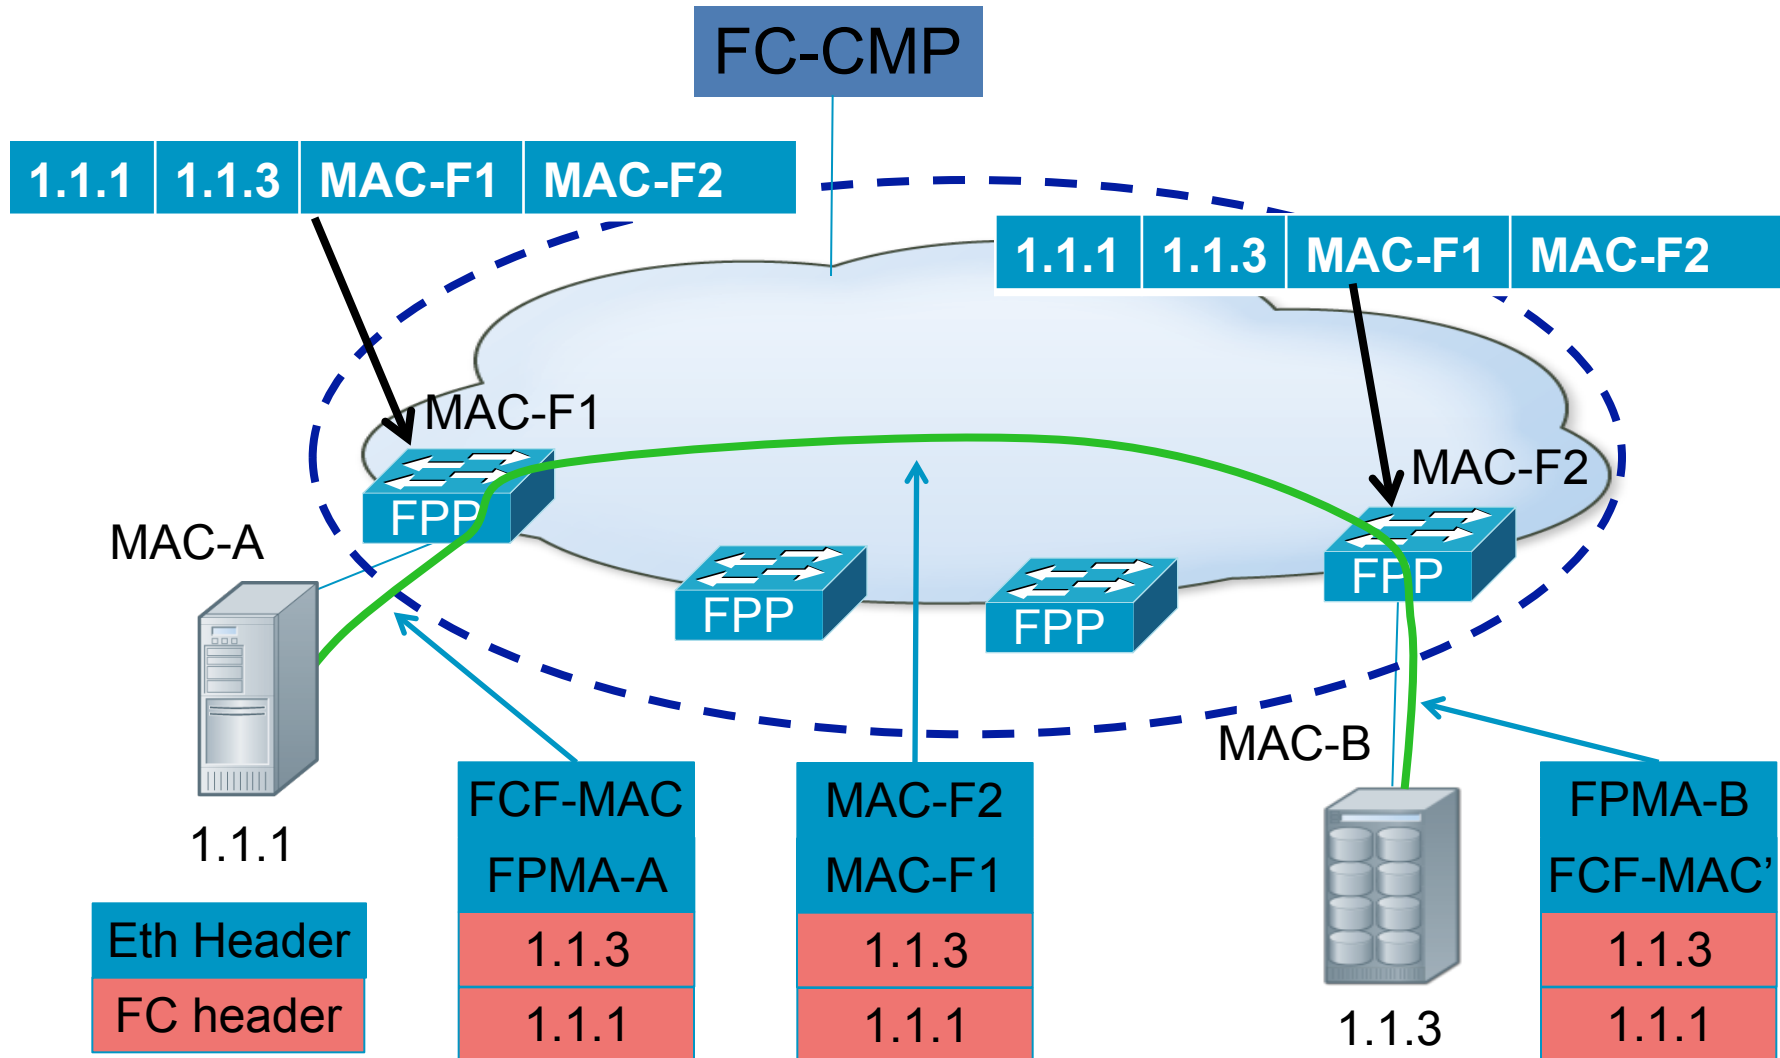 FC-CMP
1.1.1 1.1.3 MAC-F1 MAC-F2
1.1.1 1.1.3 MAC-F1 MAC-F2
MAC-F1
MAC-F2
FPP
MAC-A
FPP
FPP
FPP
MAC-B
1.1.1
Eth Header
FC header
FCF-MAC
FPMA-A
1.1.3
1.1.1
MAC-F2
MAC-F1
1.1.3
1.1.1
1.1.3
FPMA-B
FCF-MAC’
1.1.3
1.1.1